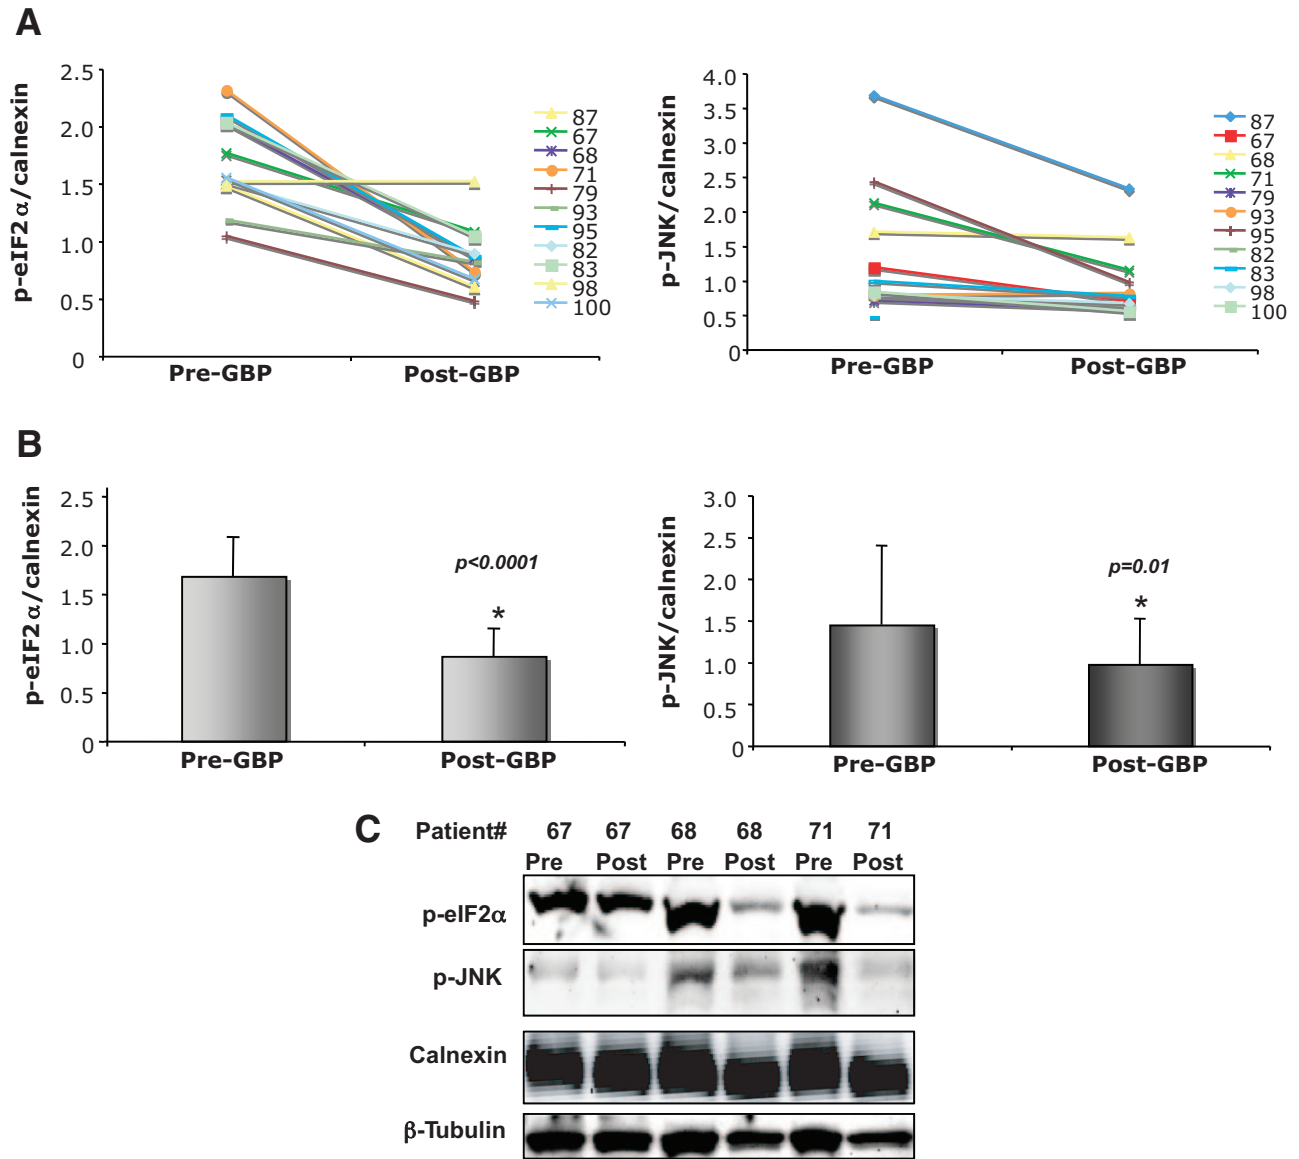 A
p-eIF2α/calnexin
2.5
2.0
1.5
1.0
0.5
0
Pre-GBP
Post-GBP
87
67
68
71
79
93
95
82
83
98
100
p-JNK/calnexin
4.0
3.5
3.0
2.5
2.0
1.5
1.0
0.5
0
Pre-GBP
Post-GBP
87
67
68
71
79
93
95
82
83
98
100
B
p-eIF2α/calnexin
2.5
2.0
1.5
1.0
0.5
0
p<0.0001
*
Pre-GBP
Post-GBP
p-JNK/calnexin
3.0
2.5
2.0
1.5
1.0
0.5
0
p=0.01
*
Pre-GBP
Post-GBP
C
Patient# 67 67 68 68 71 71
Pre Post Pre Post Pre Post
p-eIF2α
p-JNK
Calnexin
β-Tubulin